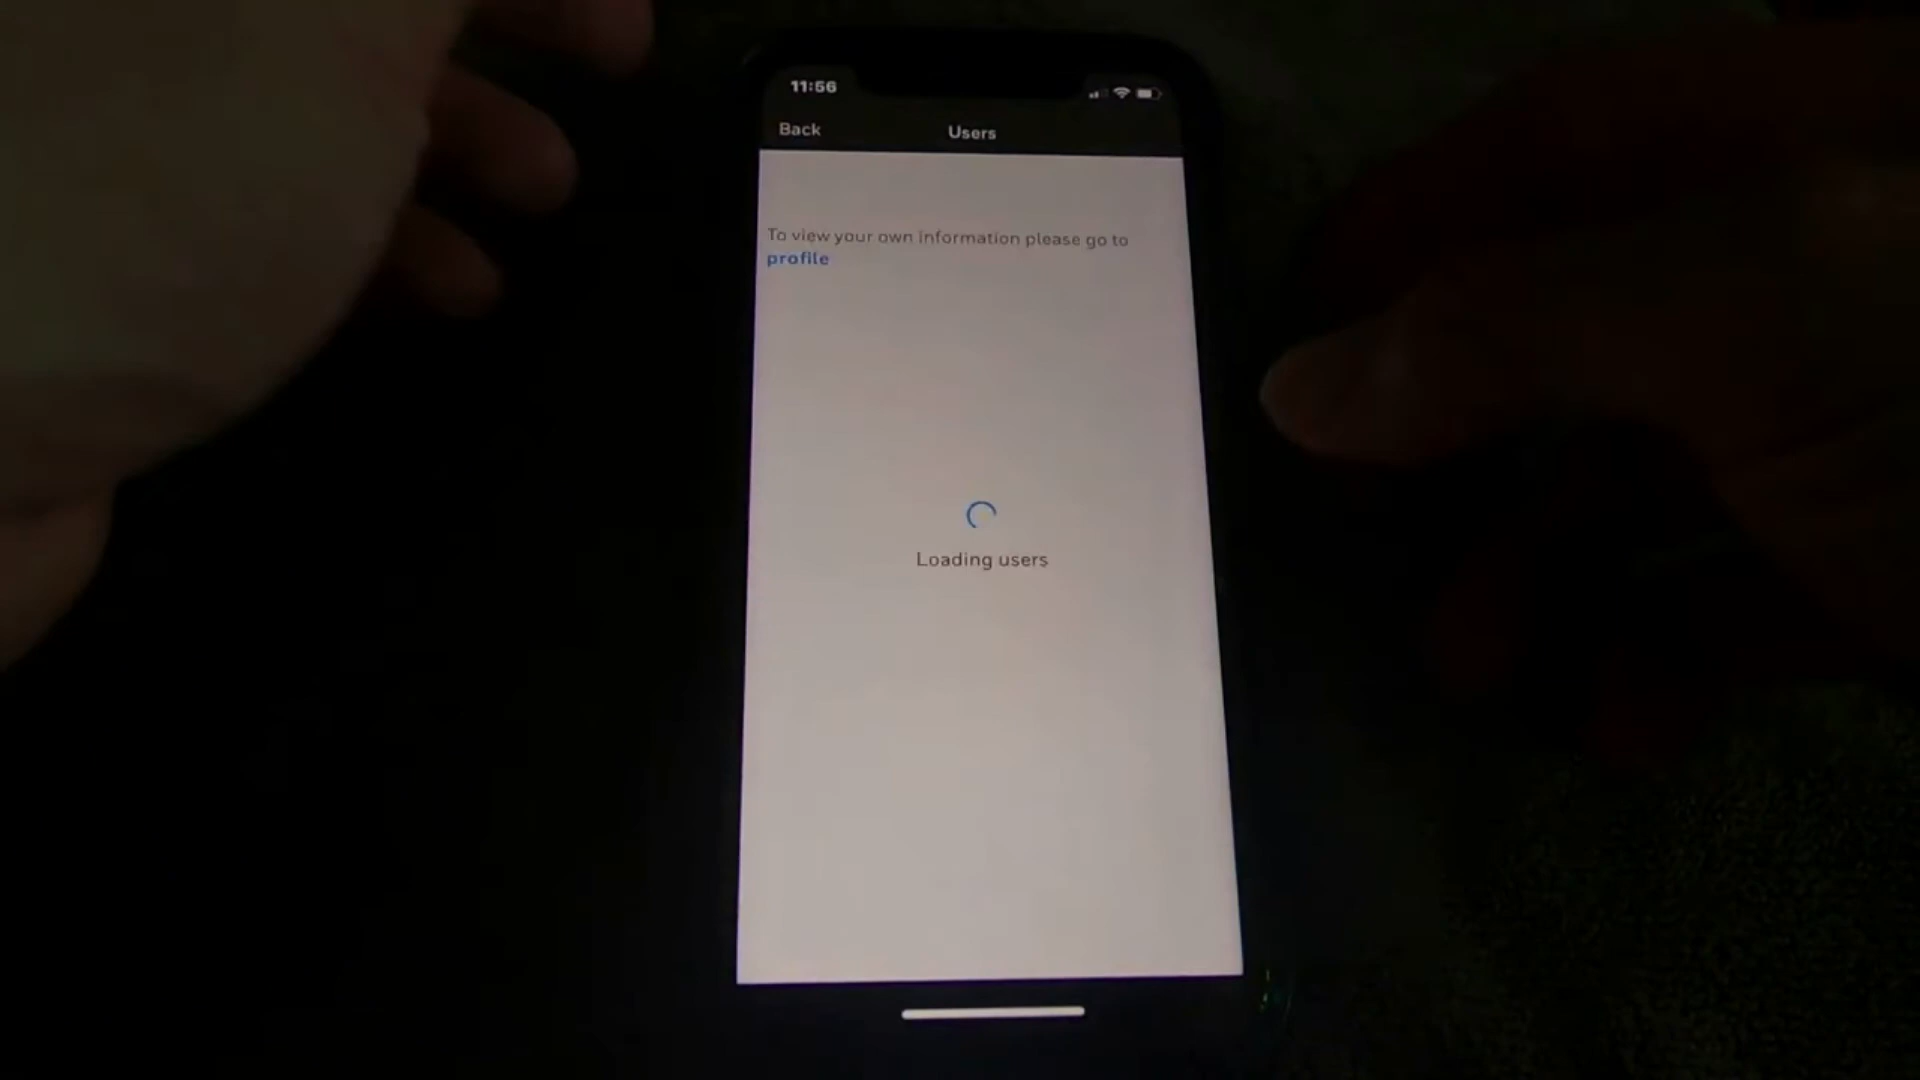 11:56
Back
Users
To view your own information please go to
profile
Loading users